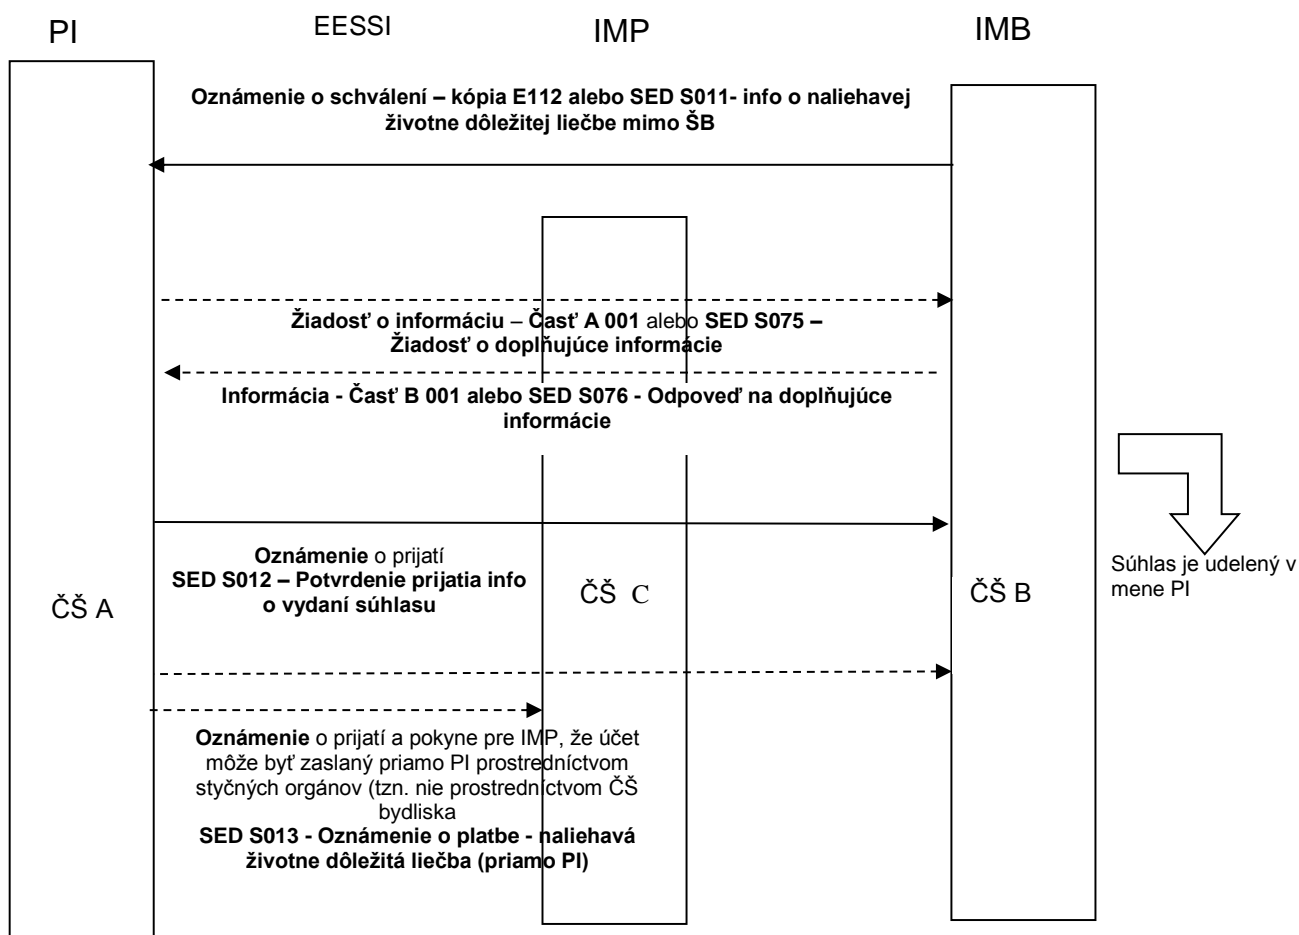 PI
EESSI
IMP
IMB
Oznámenie o schválení – kópia E112 alebo SED S011- info o naliehavej
životne dôležitej liečbe mimo ŠB
Žiadosť o informáciu – Časť A 001 alebo SED S075 –
Žiadosť o doplňujúce informácie
Informácia - Časť B 001 alebo SED S076 - Odpoveď na doplňujúce
informácie
Oznámenie o prijatí
SED S012 – Potvrdenie prijatia info
o vydaní súhlasu
Súhlas je udelený v
mene PI
ČŠ A
ČŠ C
ČŠ B
Oznámenie o prijatí a pokyne pre IMP, že účet
môže byť zaslaný priamo PI prostredníctvom
styčných orgánov (tzn. nie prostredníctvom ČŠ
bydliska
SED S013 - Oznámenie o platbe - naliehavá
životne dôležitá liečba (priamo PI)